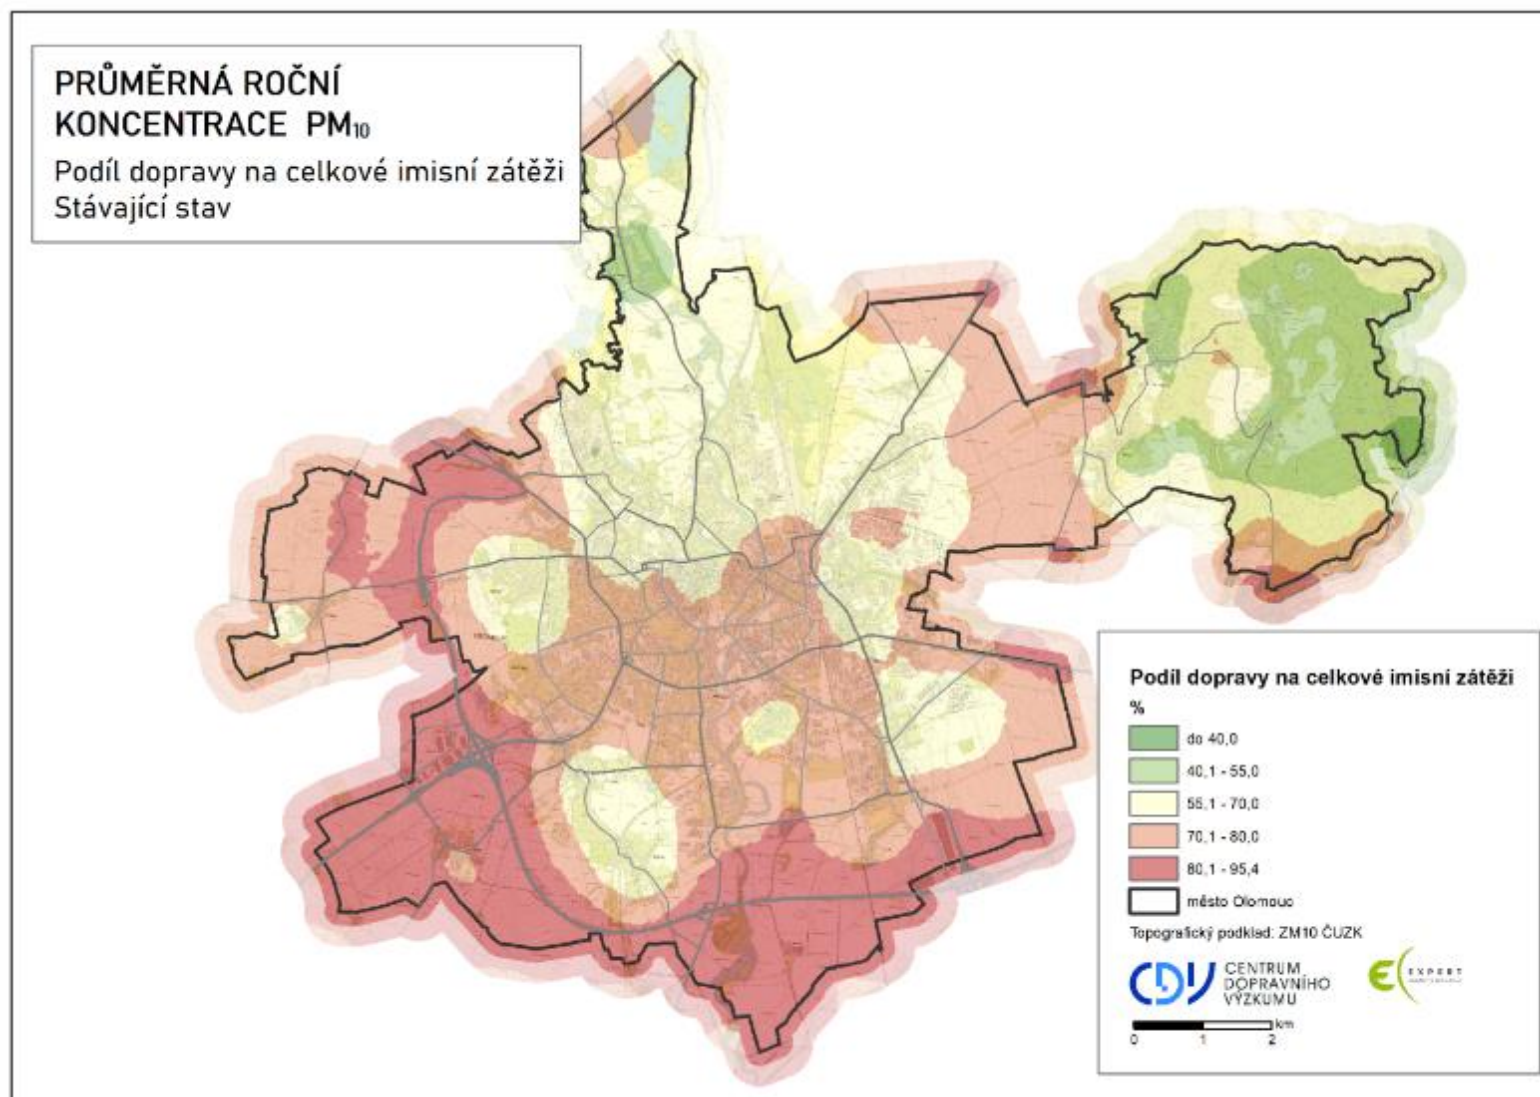 PRŮMĚRNÁ ROČNÍ
KONCENTRACE PM₁₀
Podíl dopravy na celkové imisní zátěži
Stávající stav
Podíl dopravy na celkové imisní zátěži
%
do 40,0
40,1 - 55,0
55,1 - 70,0
70,1 - 80,0
80,1 - 95,4
město Olomouc
Topografický podklad: ZM10 ČUZK
CENTRUM
DOPRAVNÍHO
VÝZKUMU
EXPERT
km
0 1 2